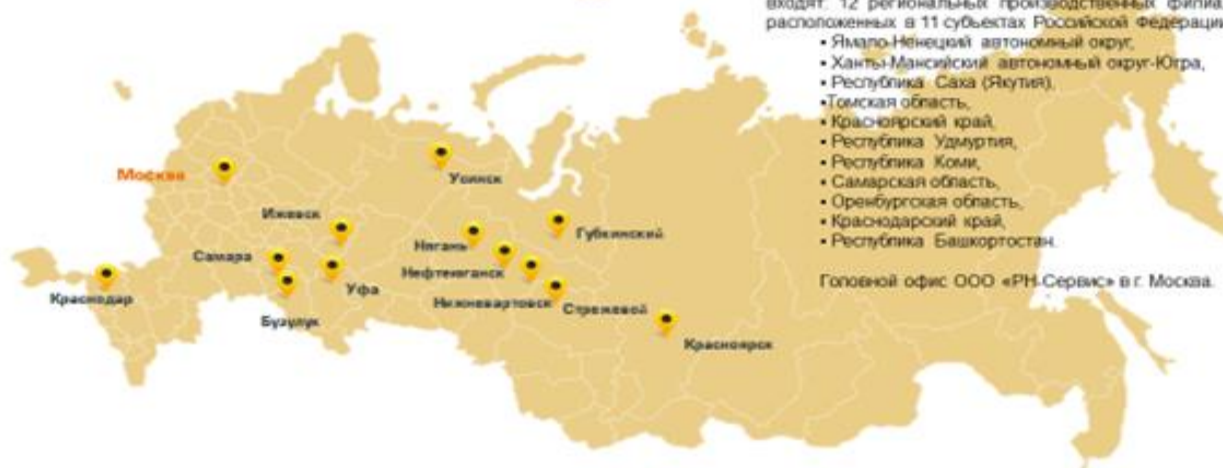 входят: 12 региональных производственных филиал
расположенных в 11 субъектах Российской Федерации
• Ямало-Ненецкий автономный округ,
• Ханты-Мансийский автономный округ-Югра,
• Республика Саха (Якутия),
•Томская область,
• Красноярский край,
• Республика Удмуртия,
• Республика Коми,
• Самарская область,
• Оренбургская область,
• Краснодарский край,
• Республика Башкортостан.
Головной офис ООО «РН-Сервис» в г. Москва.
Москва
Усинск
Ижевск
Губкинский
Нягань
Самара
Нефтеюганск
Уфа
Краснодар
Нижневартовск
Стрежевой
Бузулук
Красноярск